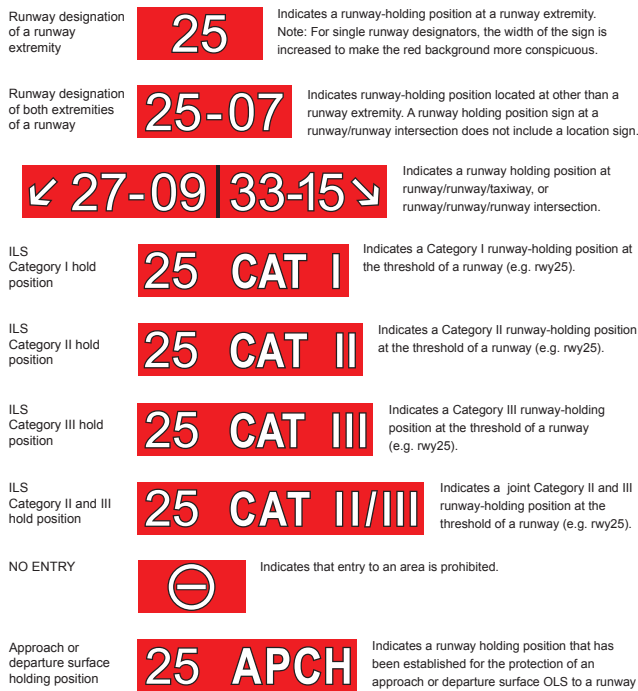 Runway designation
of a runway
extremity
25
Indicates a runway-holding position at a runway extremity.
Note: For single runway designators, the width of the sign is
increased to make the red background more conspicuous.
Runway designation
of both extremities
of a runway
25-07
Indicates runway-holding position located at other than a
runway extremity. A runway holding position sign at a
runway/runway intersection does not include a location sign.
↙ 27-09 33-15 ↘
Indicates a runway holding position at
runway/runway/taxiway, or
runway/runway/runway intersection.
ILS
Category I hold
position
25 CAT I
Indicates a Category I runway-holding position at
the threshold of a runway (e.g. rwy25).
ILS
Category II hold
position
25 CAT II
Indicates a Category II runway-holding position
at the threshold of a runway (e.g. rwy25).
ILS
Category III hold
position
25 CAT III
Indicates a Category III runway-holding
position at the threshold of a runway
(e.g. rwy25).
ILS
Category II and III
hold position
25 CAT II/III
Indicates a joint Category II and III
runway-holding position at the
threshold of a runway (e.g. rwy25).
NO ENTRY
Indicates that entry to an area is prohibited.
Approach or
departure surface
holding position
25 APCH
Indicates a runway holding position that has
been established for the protection of an
approach or departure surface OLS to a runway